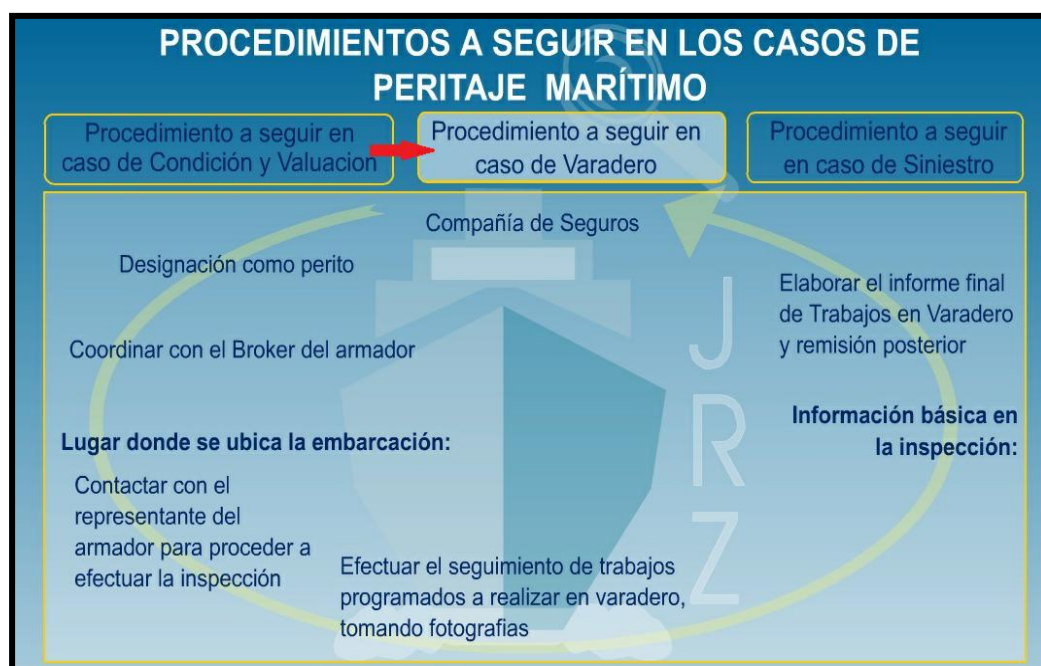 PROCEDIMIENTOS A SEGUIR EN LOS CASOS DE
PERITAJE MARÍTIMO
Procedimiento a seguir en
caso de Condición y Valuacion
Procedimiento a seguir en
caso de Varadero
Procedimiento a seguir
en caso de Siniestro
Compañía de Seguros
Designación como perito
Coordinar con el Broker del armador
Lugar donde se ubica la embarcación:
Contactar con el
representante del
armador para proceder a
efectuar la inspección
Efectuar el seguimiento de trabajos
programados a realizar en varadero,
tomando fotografias
Elaborar el informe final
de Trabajos en Varadero
y remisión posterior
Información básica en
la inspección:
J
R
Z